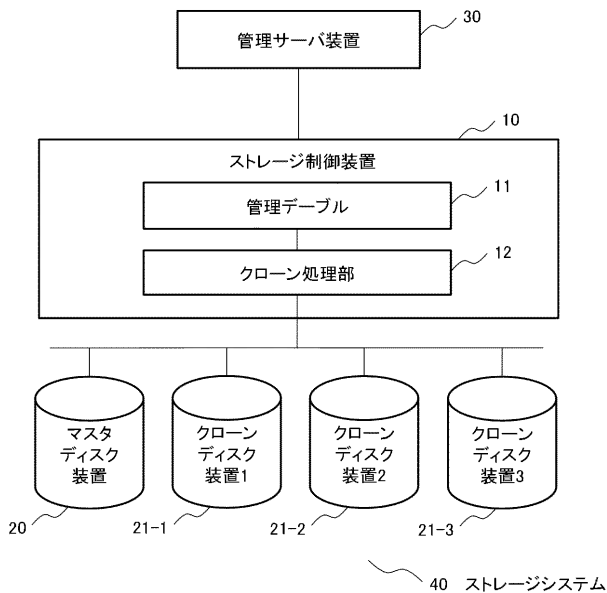 管理サーバ装置
30
10
ストレージ制御装置
11
管理テーブル
12
クローン処理部
マスタ
ディスク
装置
クローン
ディスク
装置1
クローン
ディスク
装置2
クローン
ディスク
装置3
20
21-1
21-2
21-3
40 ストレージシステム